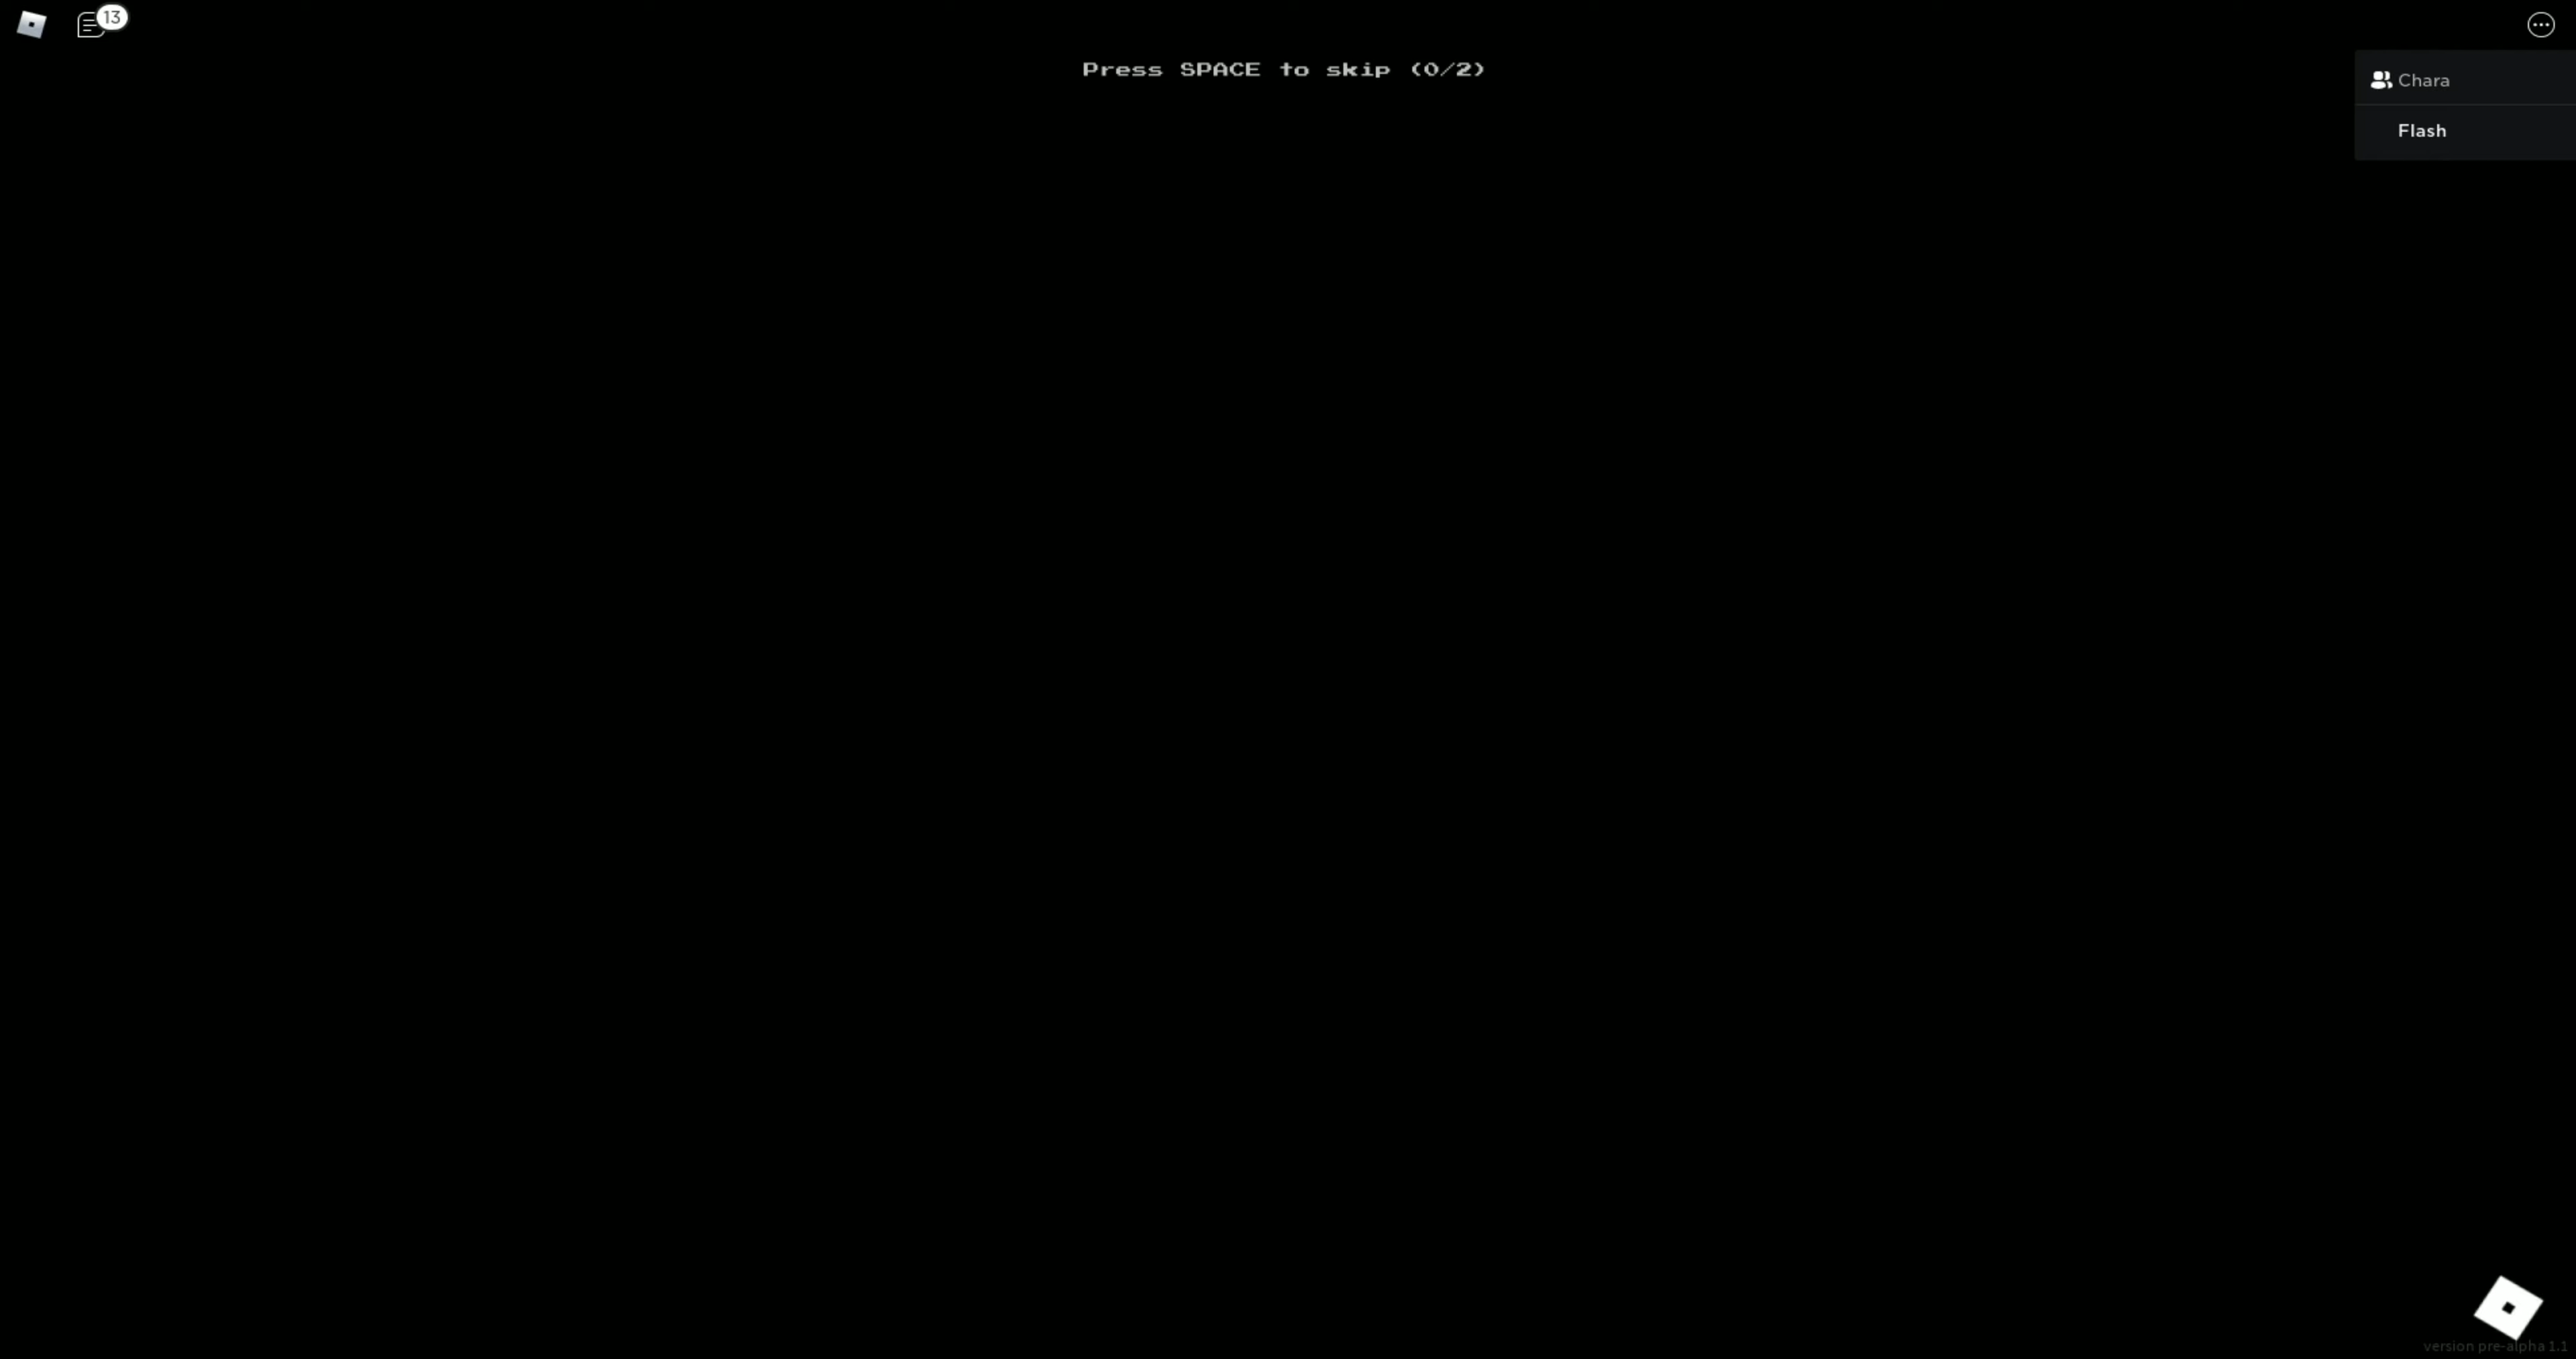 13
Press SPACE to skip (0/2)
Chara
Flash
version pre-alpha 1.1